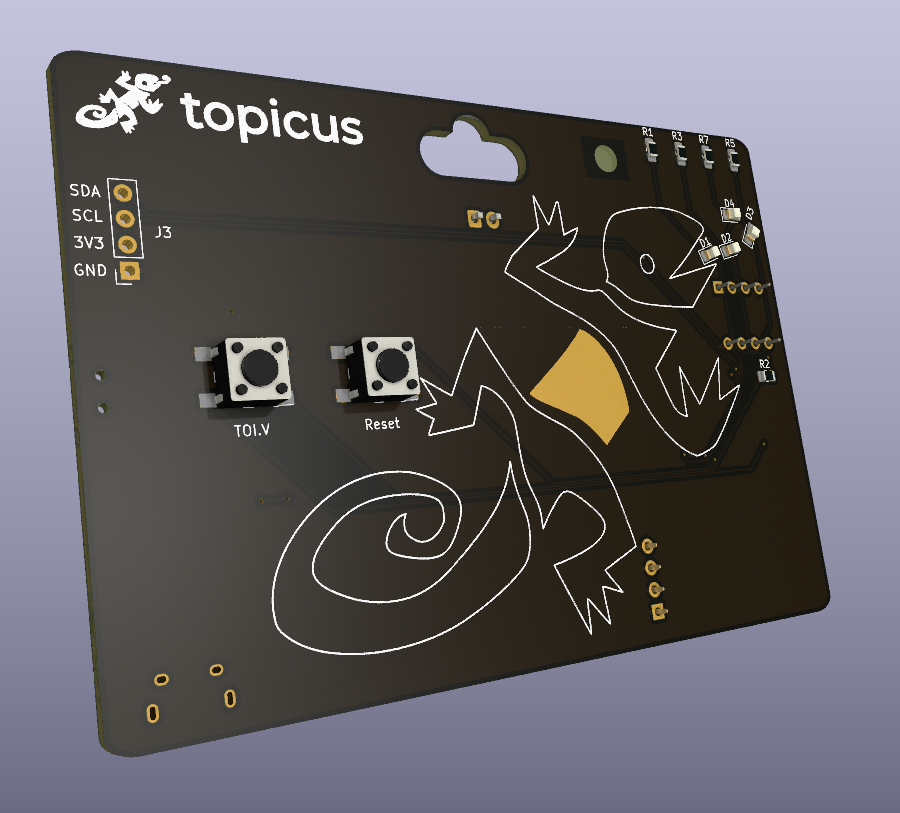 topicus
R1 R3 R7 R5
SDA
SCL
3V3
GND
J3
D4
D3
D1 D2
R2
TOI.V
Reset